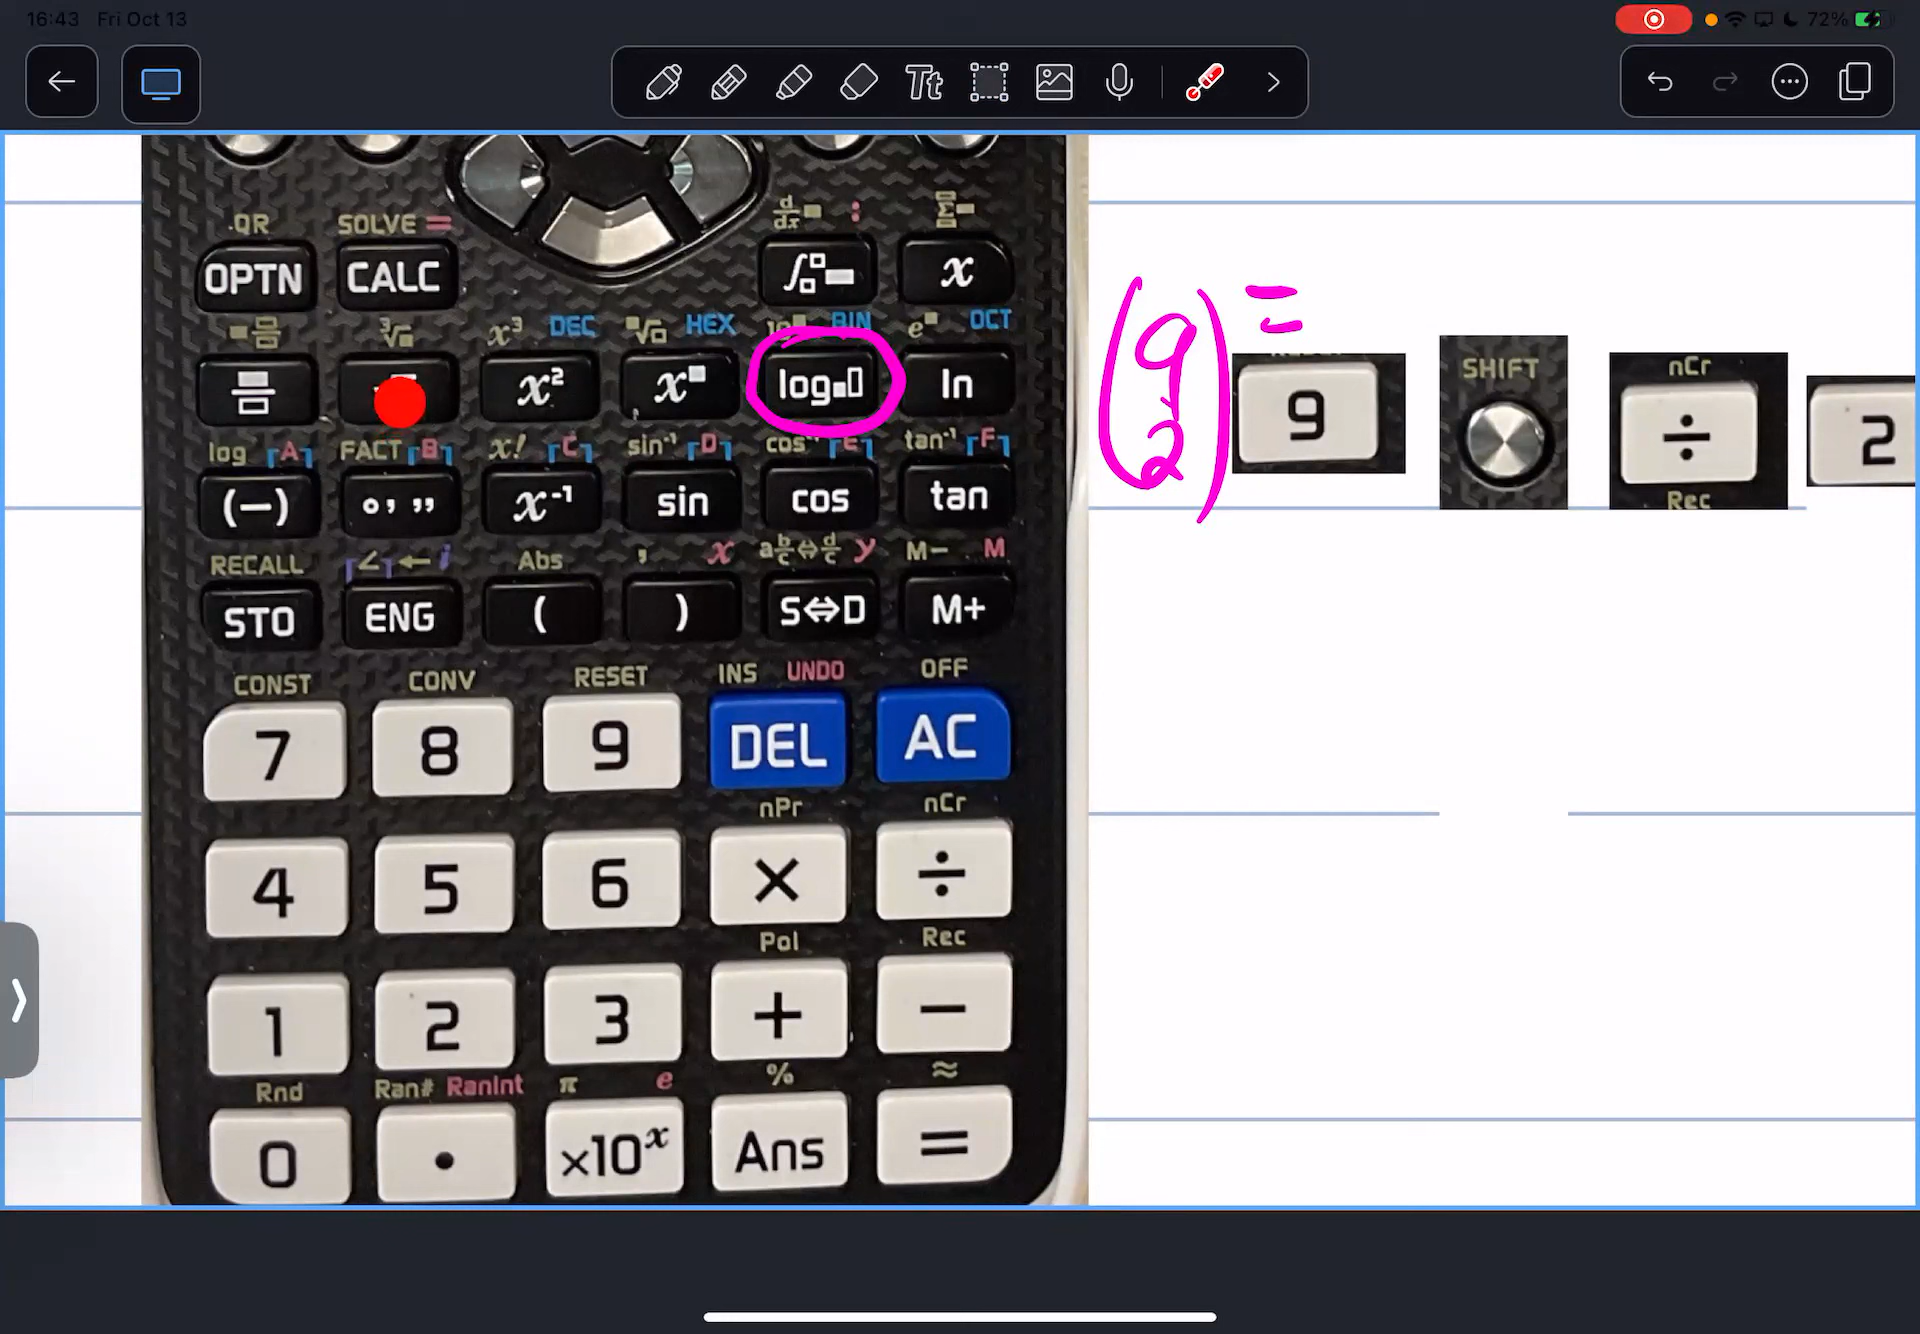 16:43 Fri Oct 13
72%
Tt
QR SOLVE =
OPTN CALC x
x³ DEC HEX BIN e■ OCT
x² x■ log■▯ ln
log A FACT B x! C sin⁻¹ D cos⁻¹ E tan⁻¹ F
(−) ° ’ ” x⁻¹ sin cos tan
RECALL ∠ ← i Abs , x a b/c ⇔ d/c y M− M
STO ENG ( ) S⇔D M+
CONST CONV RESET INS UNDO OFF
7 8 9 DEL AC
nPr nCr
4 5 6 × ÷
Pol Rec
1 2 3 + −
Rnd Ran# RanInt π e % ≈
0 • ×10ˣ Ans =
(9 2) =
9 SHIFT nCr ÷ Rec 2